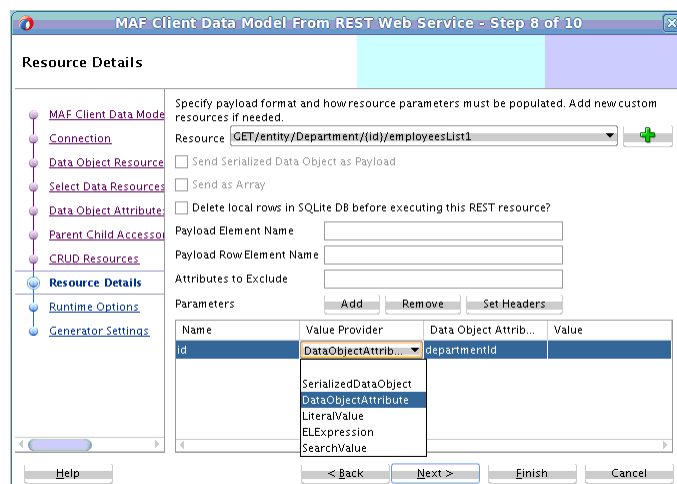 MAF Client Data Model From REST Web Service - Step 8 of 10
Resource Details
MAF Client Data Mode
Connection
Data Object Resource
Select Data Resources
Data Object Attribute
Parent Child Accessor
CRUD Resources
Resource Details
Runtime Options
Generator Settings
Specify payload format and how resource parameters must be populated. Add new custom
resources if needed.
Resource GET/entity/Department/{id}/employeesList1
Send Serialized Data Object as Payload
Send as Array
Delete local rows in SQLite DB before executing this REST resource?
Payload Element Name
Payload Row Element Name
Attributes to Exclude
Parameters Add Remove Set Headers
Name Value Provider Data Object Attrib... Value
id DataObjectAttrib... departmentId
SerializedDataObject
DataObjectAttribute
LiteralValue
ELExpression
SearchValue
Help < Back Next > Finish Cancel